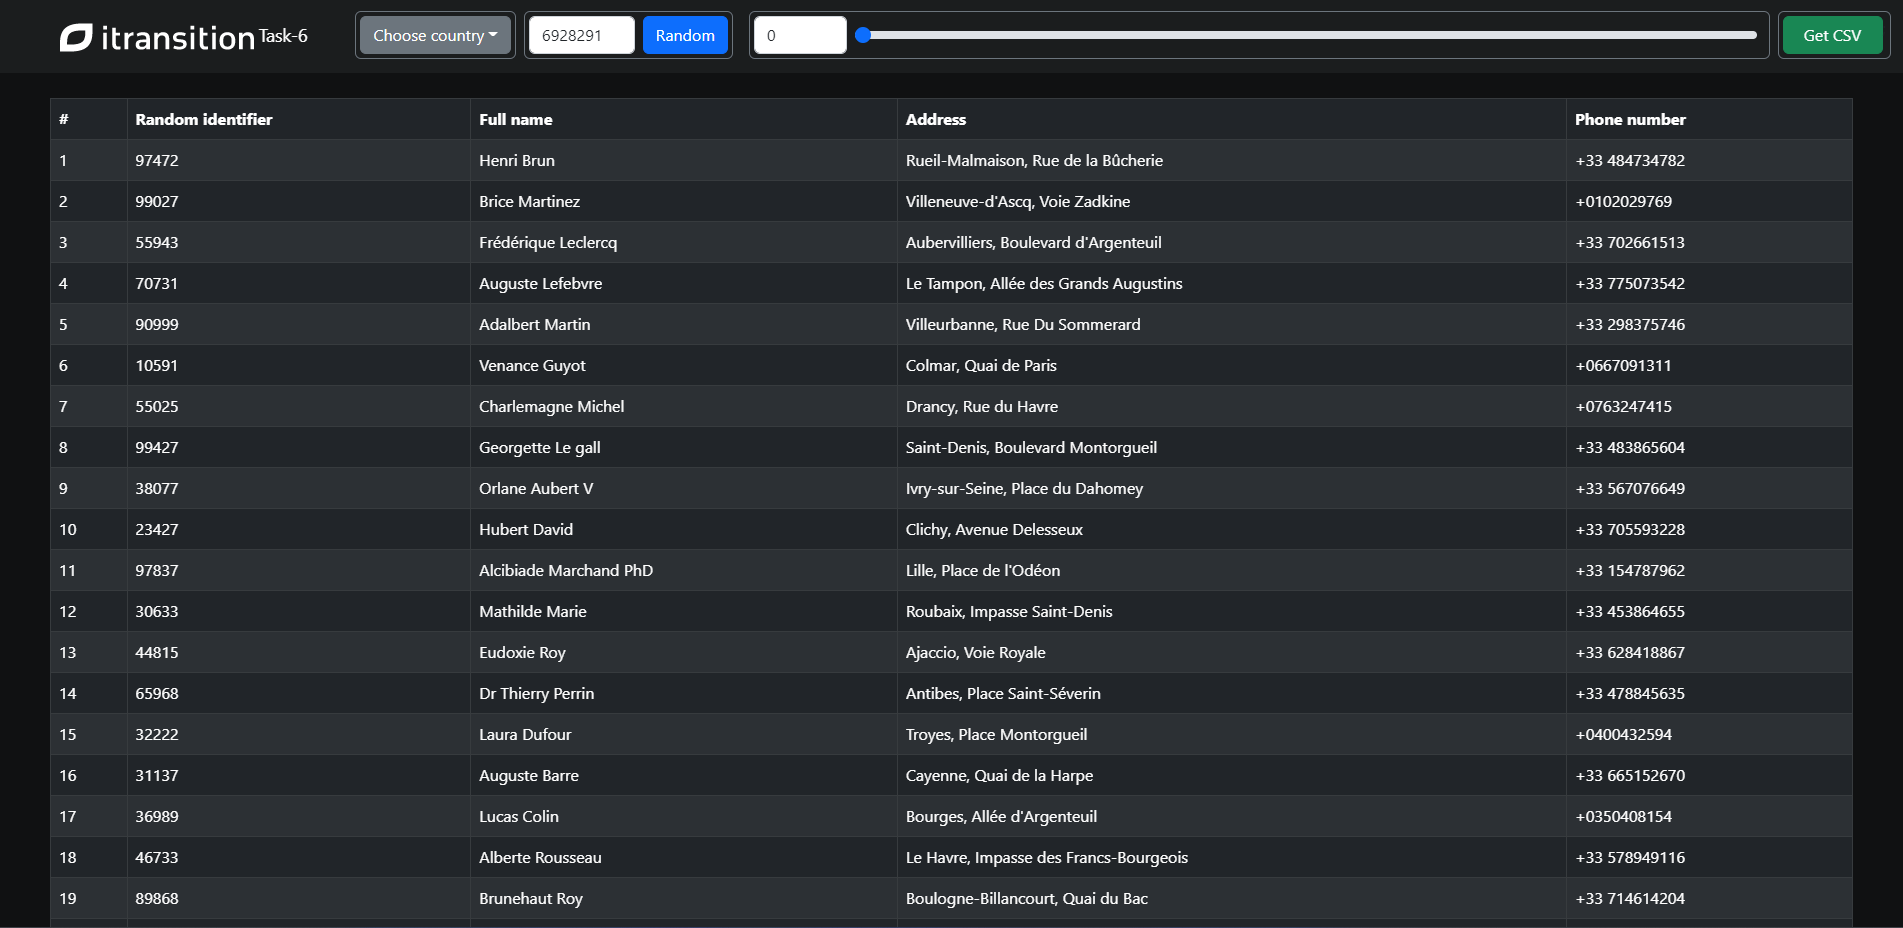 itransition Task-6 Choose country 6928291 Random 0 Get CSV
# Random identifier Full name Address Phone number
1 97472 Henri Brun Rueil-Malmaison, Rue de la Bûcherie +33 484734782
2 99027 Brice Martinez Villeneuve-d'Ascq, Voie Zadkine +0102029769
3 55943 Frédérique Leclercq Aubervilliers, Boulevard d'Argenteuil +33 702661513
4 70731 Auguste Lefebvre Le Tampon, Allée des Grands Augustins +33 775073542
5 90999 Adalbert Martin Villeurbanne, Rue Du Sommerard +33 298375746
6 10591 Venance Guyot Colmar, Quai de Paris +0667091311
7 55025 Charlemagne Michel Drancy, Rue du Havre +0763247415
8 99427 Georgette Le gall Saint-Denis, Boulevard Montorgueil +33 483865604
9 38077 Orlane Aubert V Ivry-sur-Seine, Place du Dahomey +33 567076649
10 23427 Hubert David Clichy, Avenue Delesseux +33 705593228
11 97837 Alcibiade Marchand PhD Lille, Place de l'Odéon +33 154787962
12 30633 Mathilde Marie Roubaix, Impasse Saint-Denis +33 453864655
13 44815 Eudoxie Roy Ajaccio, Voie Royale +33 628418867
14 65968 Dr Thierry Perrin Antibes, Place Saint-Séverin +33 478845635
15 32222 Laura Dufour Troyes, Place Montorgueil +0400432594
16 31137 Auguste Barre Cayenne, Quai de la Harpe +33 665152670
17 36989 Lucas Colin Bourges, Allée d'Argenteuil +0350408154
18 46733 Alberte Rousseau Le Havre, Impasse des Francs-Bourgeois +33 578949116
19 89868 Brunehaut Roy Boulogne-Billancourt, Quai du Bac +33 714614204